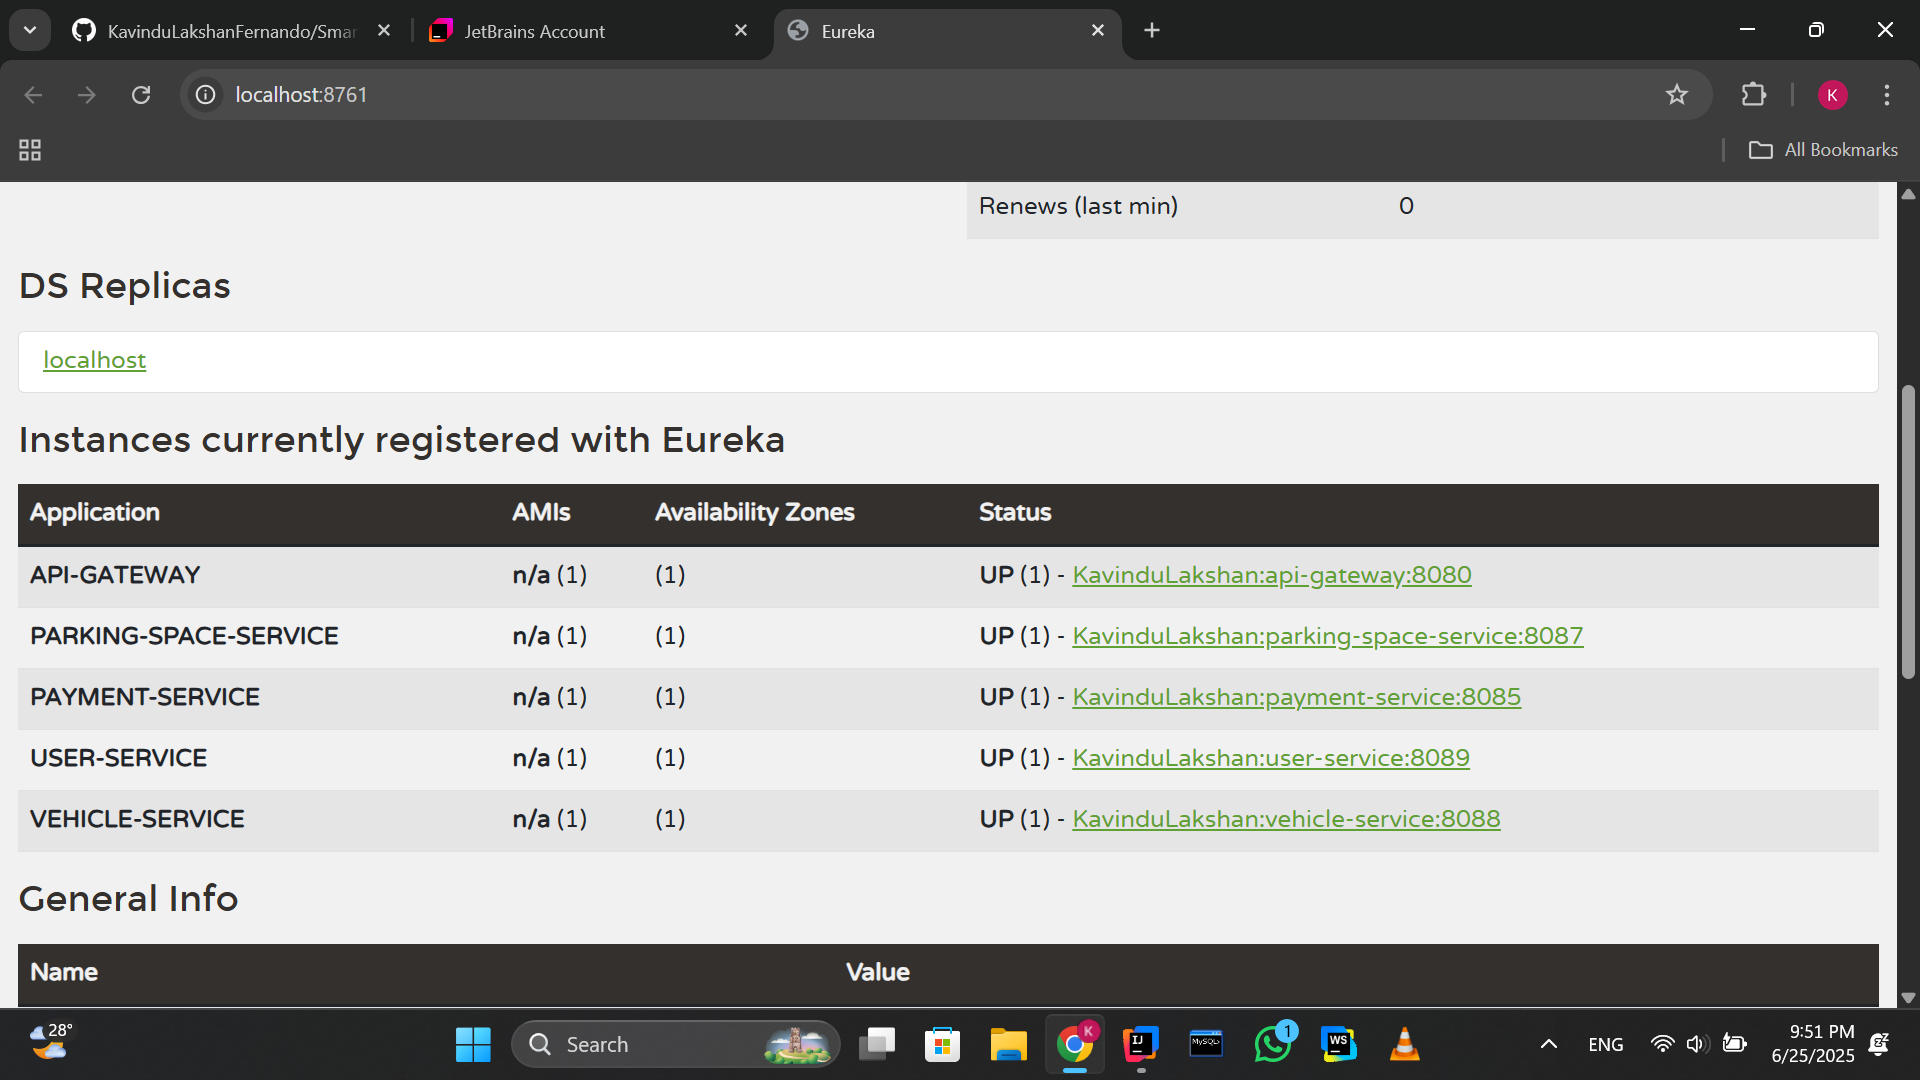 KavinduLakshanFernando/Smar
JetBrains Account
Eureka
localhost:8761
K
All Bookmarks
Renews (last min) 0
DS Replicas
localhost
Instances currently registered with Eureka
Application AMIs Availability Zones Status
API-GATEWAY n/a (1) (1) UP (1) - KavinduLakshan:api-gateway:8080
PARKING-SPACE-SERVICE n/a (1) (1) UP (1) - KavinduLakshan:parking-space-service:8087
PAYMENT-SERVICE n/a (1) (1) UP (1) - KavinduLakshan:payment-service:8085
USER-SERVICE n/a (1) (1) UP (1) - KavinduLakshan:user-service:8089
VEHICLE-SERVICE n/a (1) (1) UP (1) - KavinduLakshan:vehicle-service:8088
General Info
Name Value
28°
Search
K
IJ
MySQL>
1
WS
ENG
9:51 PM
6/25/2025